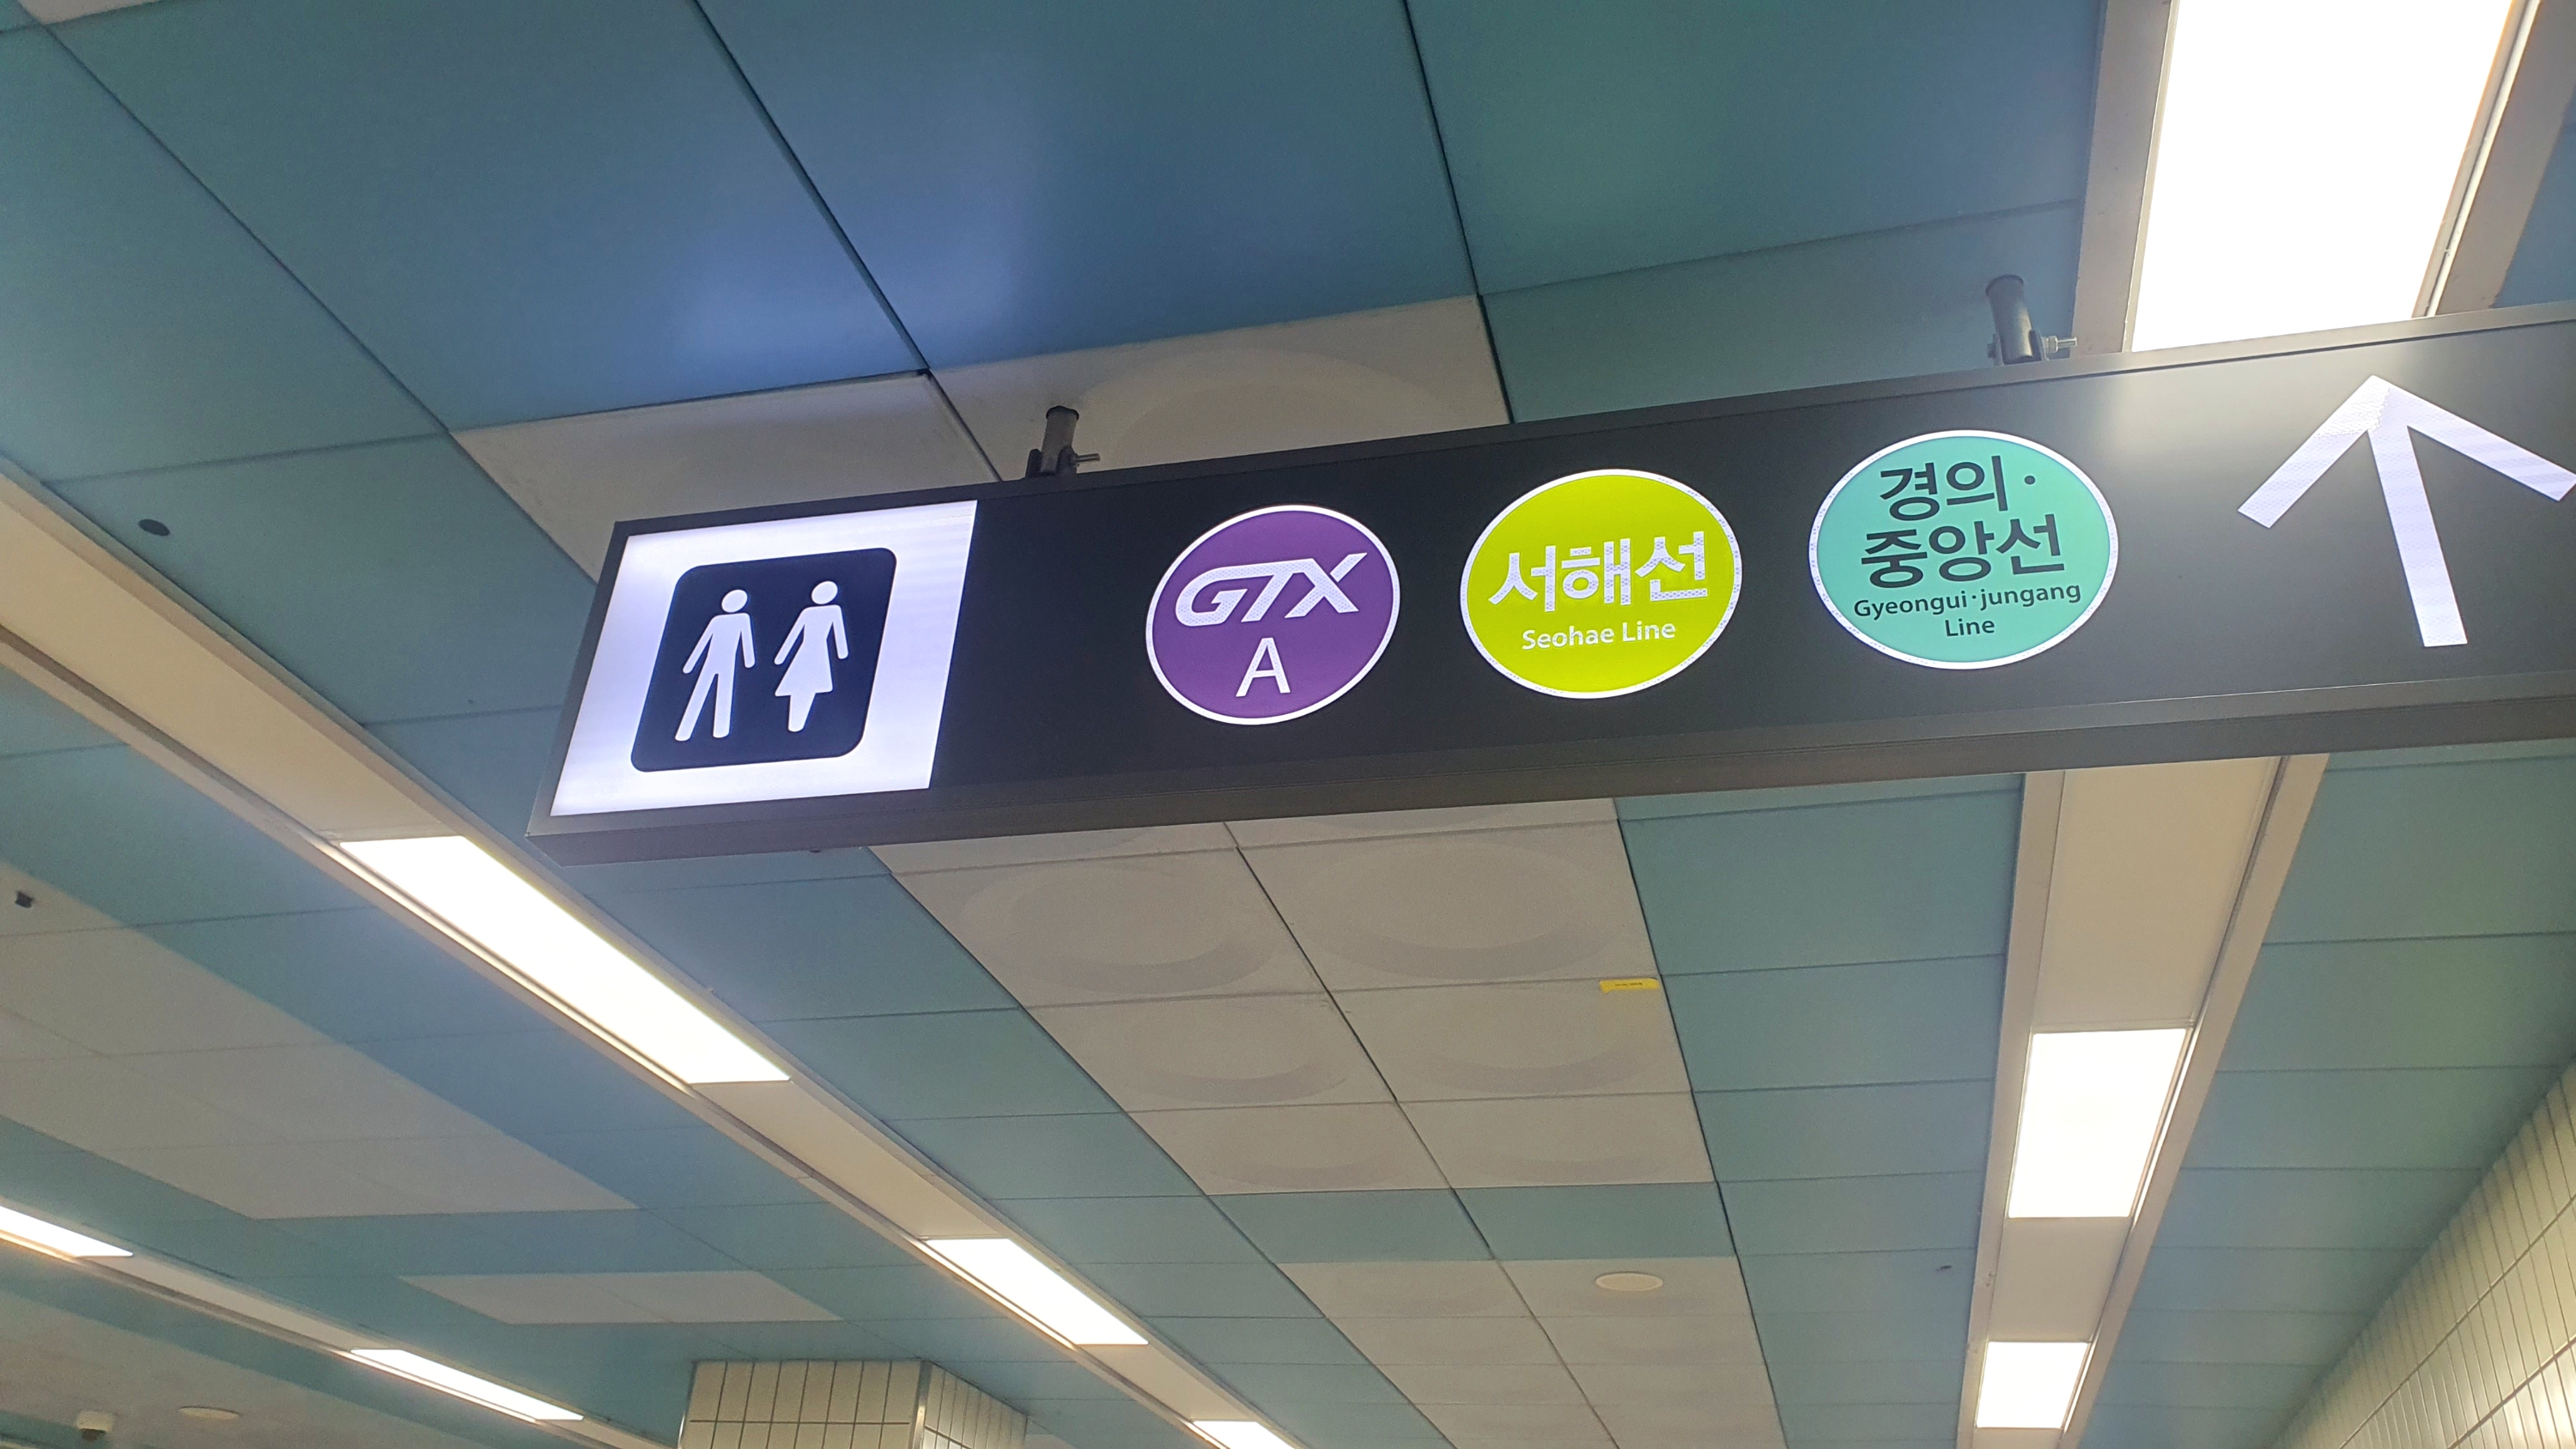 GTX
A
서해선
Seohae Line
경의·
중앙선
Gyeongui·jungang
Line